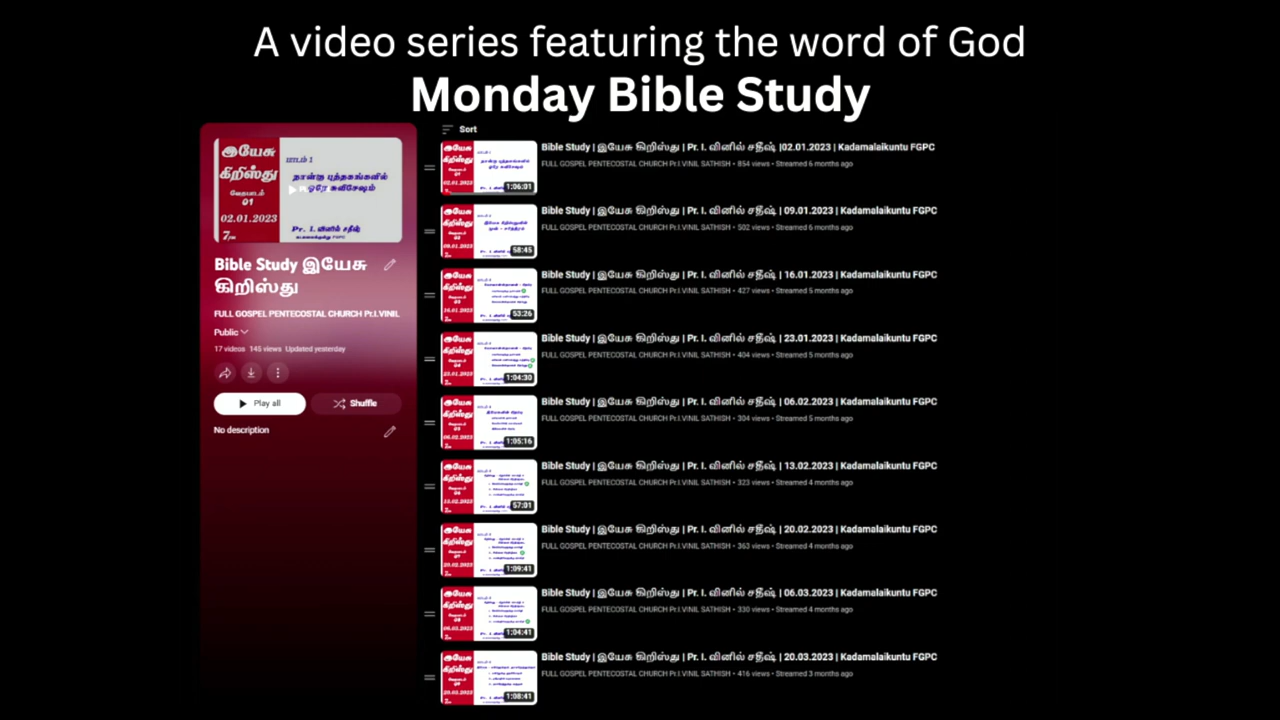 A video series featuring the word of God
Monday Bible Study
இயேசு
கிறிஸ்து
வேதபாடம்
01
02.01.2023
7pm
பாடம் 1
நான்கு புத்தகங்களில்
ஒரே சுவிசேஷம்
Pr. I. வினில் சதீஷ்
Bible Study இயேசு
கிறிஸ்து
FULL GOSPEL PENTECOSTAL CHURCH Pr.I.VINIL
Public
17 videos 145 views Updated yesterday
Play all
Shuffle
No description
Sort
Bible Study | இயேசு கிறிஸ்து | Pr. I. வினில் சதீஷ் |02.01.2023 | Kadamalaikuntu FGPC
FULL GOSPEL PENTECOSTAL CHURCH Pr.I.VINIL SATHISH • 854 views • Streamed 6 months ago
1:06:01
Bible Study | இயேசு கிறிஸ்து | Pr. I. வினில் சதீஷ் | 09.01.2023 | Kadamalaikuntu FGPC
FULL GOSPEL PENTECOSTAL CHURCH Pr.I.VINIL SATHISH • 502 views • Streamed 6 months ago
58:45
Bible Study | இயேசு கிறிஸ்து | Pr. I. வினில் சதீஷ் | 16.01.2023 | Kadamalaikuntu FGPC
FULL GOSPEL PENTECOSTAL CHURCH Pr.I.VINIL SATHISH • 427 views • Streamed 5 months ago
53:26
Bible Study | இயேசு கிறிஸ்து | Pr. I. வினில் சதீஷ் | 23.01.2023 | Kadamalaikuntu FGPC
FULL GOSPEL PENTECOSTAL CHURCH Pr.I.VINIL SATHISH • 404 views • Streamed 5 months ago
1:04:30
Bible Study | இயேசு கிறிஸ்து | Pr. I. வினில் சதீஷ் | 06.02.2023 | Kadamalaikuntu FGPC
FULL GOSPEL PENTECOSTAL CHURCH Pr.I.VINIL SATHISH • 304 views • Streamed 5 months ago
1:05:16
Bible Study | இயேசு கிறிஸ்து | Pr. I. வினில் சதீஷ் | 13.02.2023 | Kadamalaikuntu FGPC
FULL GOSPEL PENTECOSTAL CHURCH Pr.I.VINIL SATHISH • 323 views • Streamed 4 months ago
57:01
Bible Study | இயேசு கிறிஸ்து | Pr. I. வினில் சதீஷ் | 20.02.2023 | Kadamalaikuntu FGPC
FULL GOSPEL PENTECOSTAL CHURCH Pr.I.VINIL SATHISH • 363 views • Streamed 4 months ago
1:09:41
Bible Study | இயேசு கிறிஸ்து | Pr. I. வினில் சதீஷ் | 06.03.2023 | Kadamalaikuntu FGPC
FULL GOSPEL PENTECOSTAL CHURCH Pr.I.VINIL SATHISH • 330 views • Streamed 4 months ago
1:04:41
Bible Study | இயேசு கிறிஸ்து | Pr. I. வினில் சதீஷ் | 20.03.2023 | Kadamalaikuntu FGPC
FULL GOSPEL PENTECOSTAL CHURCH Pr.I.VINIL SATHISH • 416 views • Streamed 3 months ago
1:08:41